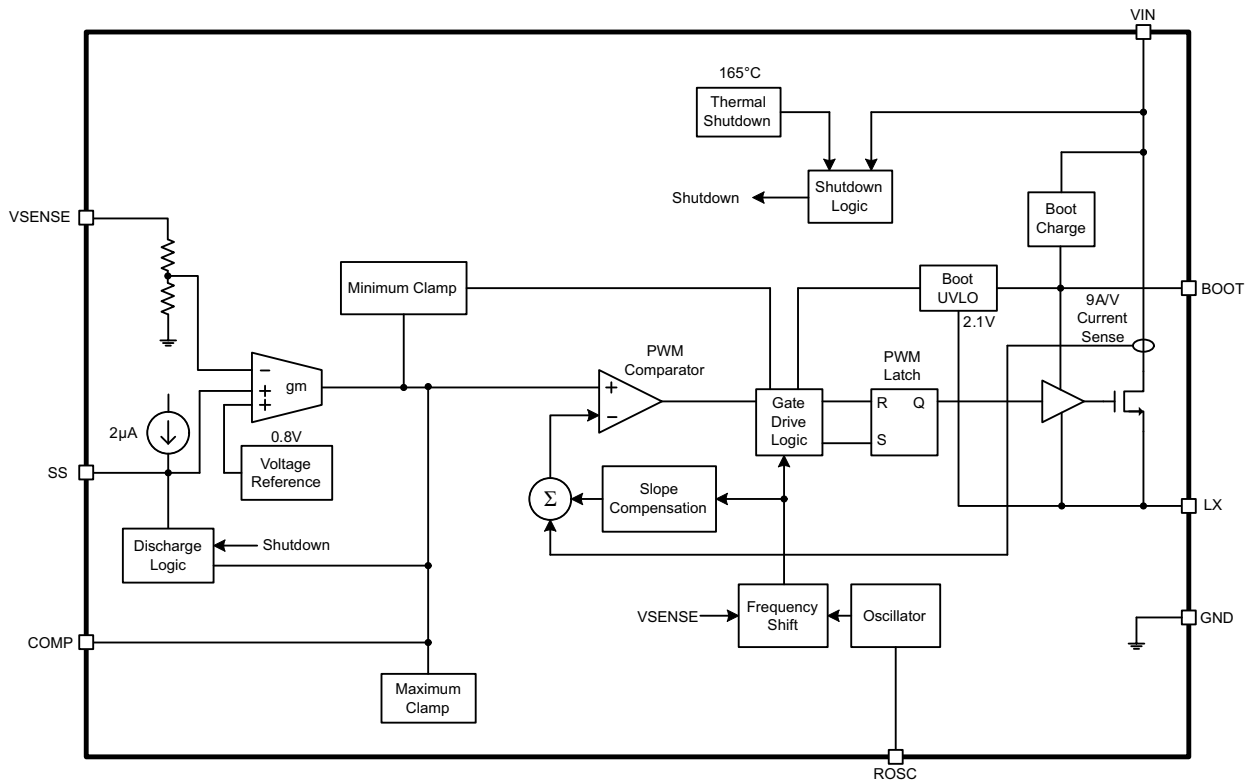 VIN
165°C
Thermal
Shutdown
Shutdown
Shutdown
Logic
Boot
Charge
VSENSE
Minimum Clamp
Boot
UVLO
2.1V
BOOT
9A/V
Current
Sense
PWM
Comparator
PWM
Latch
gm
−
+
+
+
−
Gate
Drive
Logic
R
Q
S
2µA
0.8V
Voltage
Reference
SS
Σ
Slope
Compensation
LX
Discharge
Logic
Shutdown
VSENSE
Frequency
Shift
Oscillator
GND
COMP
Maximum
Clamp
ROSC